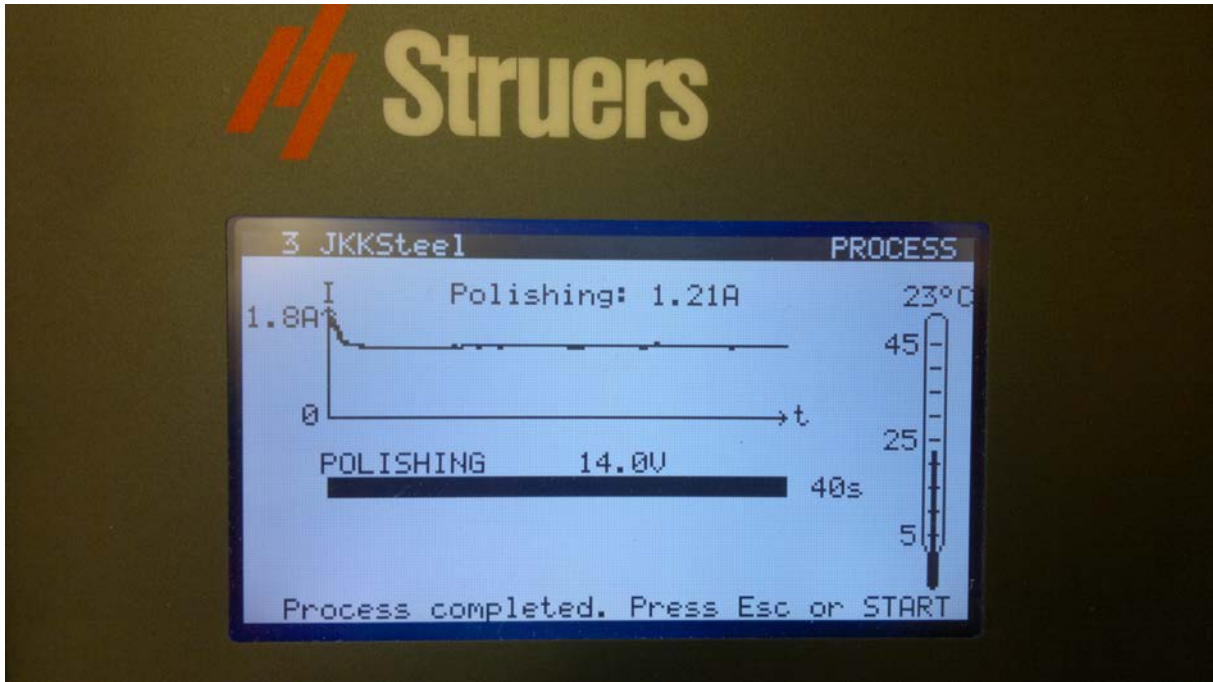 Struers
3 JKKSteel PROCESS
I Polishing: 1.21A 23°C
1.8A
45
0 t
25
POLISHING 14.0V
40s
5
Process completed. Press Esc or START